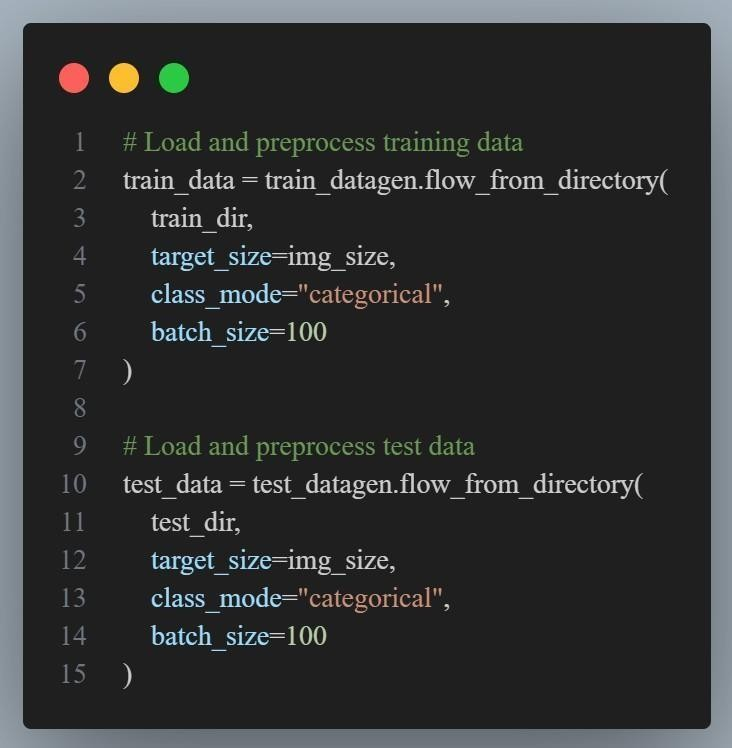 1 # Load and preprocess training data
2 train_data = train_datagen.flow_from_directory(
3     train_dir,
4     target_size=img_size,
5     class_mode="categorical",
6     batch_size=100
7 )
8
9 # Load and preprocess test data
10 test_data = test_datagen.flow_from_directory(
11     test_dir,
12     target_size=img_size,
13     class_mode="categorical",
14     batch_size=100
15 )